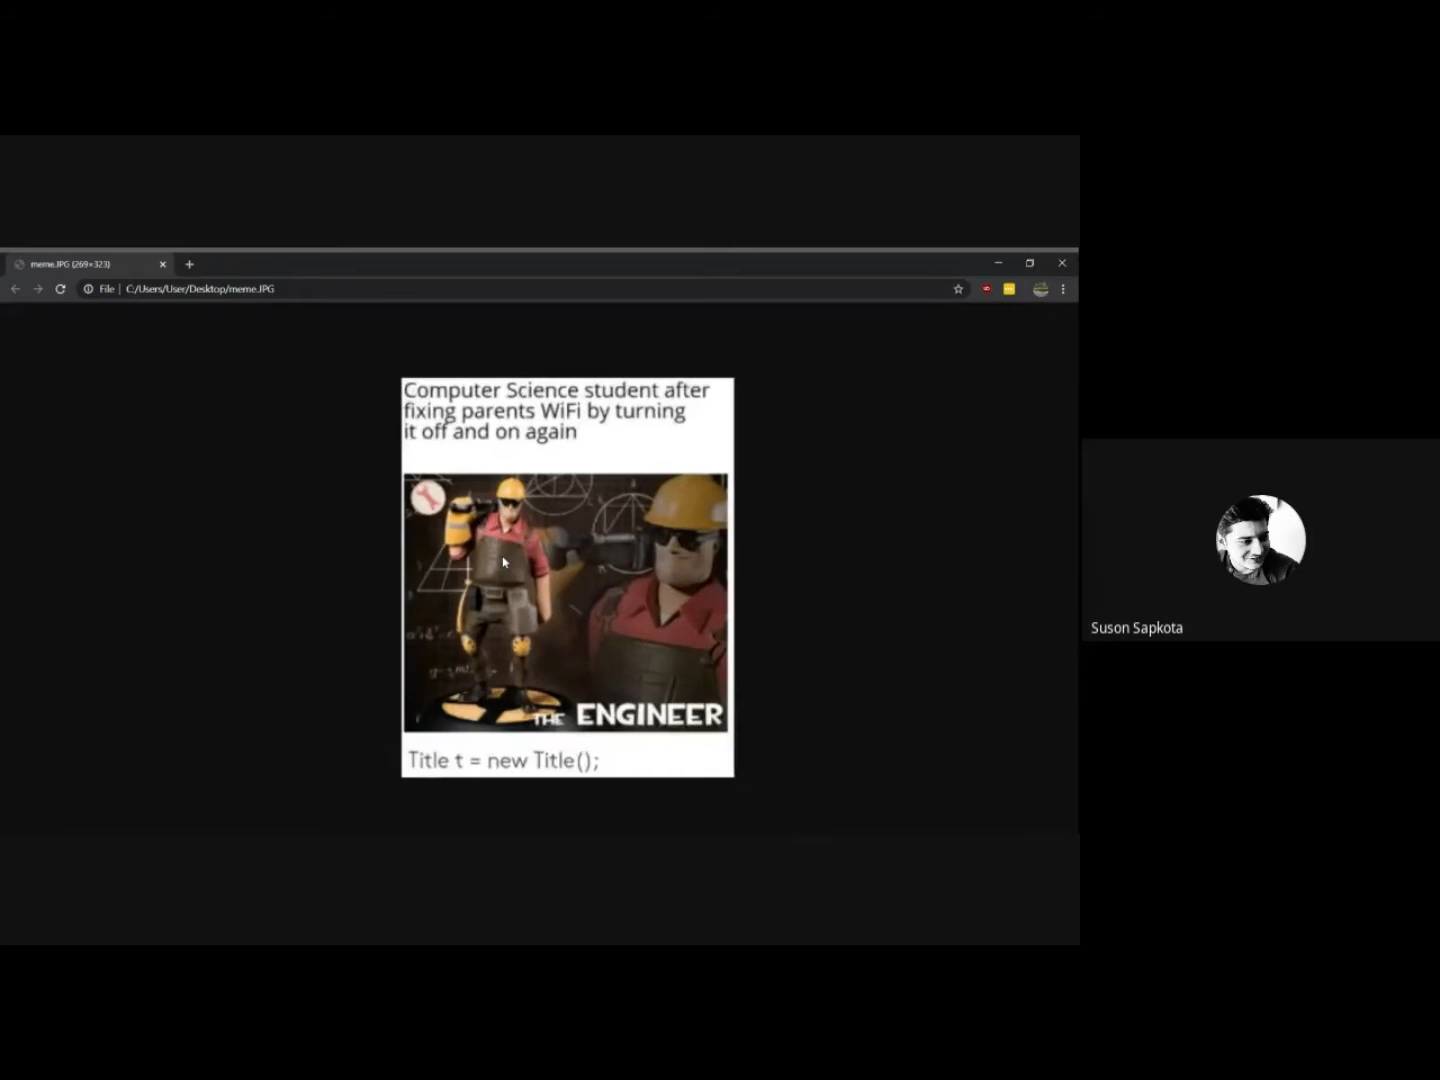 meme.JPG (269×323)
File | C:/Users/User/Desktop/meme.JPG
Computer Science student after
fixing parents WiFi by turning
it off and on again
THE ENGINEER
Title t = new Title();
Suson Sapkota